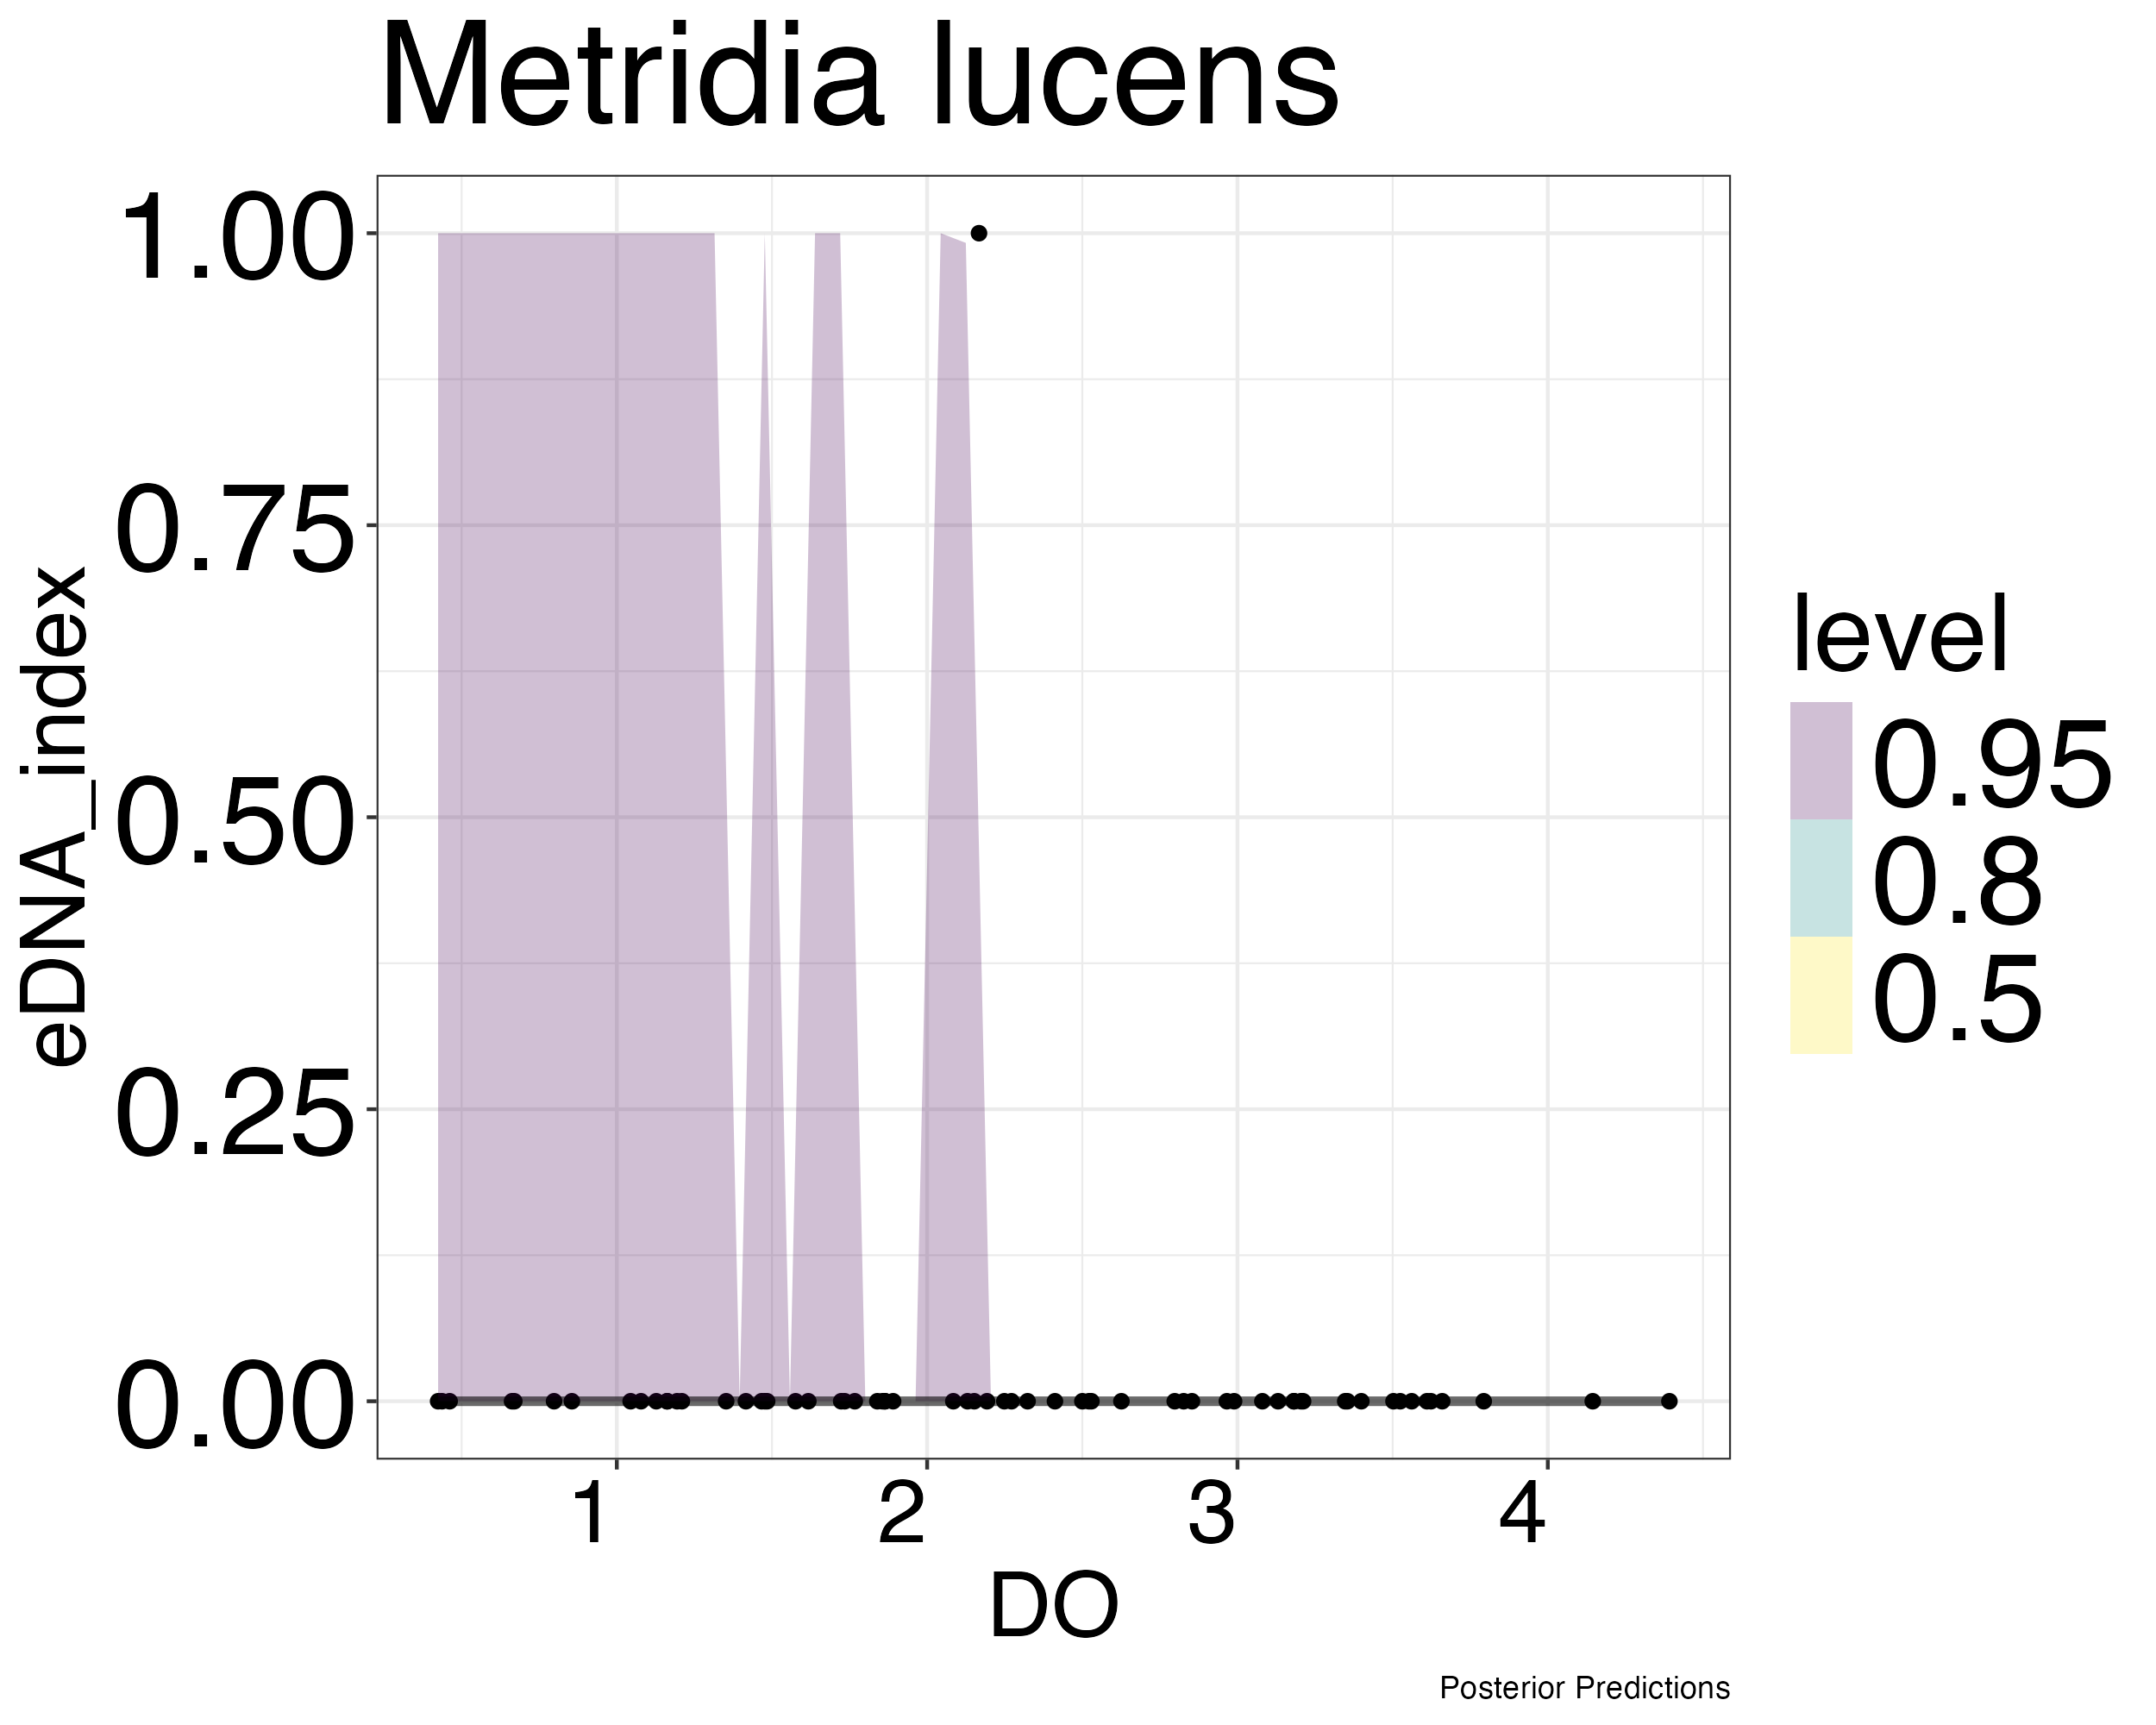 Metridia lucens
1.00
0.75
0.50
0.25
0.00
eDNA_index
1 2 3 4
DO
level
0.95
0.8
0.5
Posterior Predictions